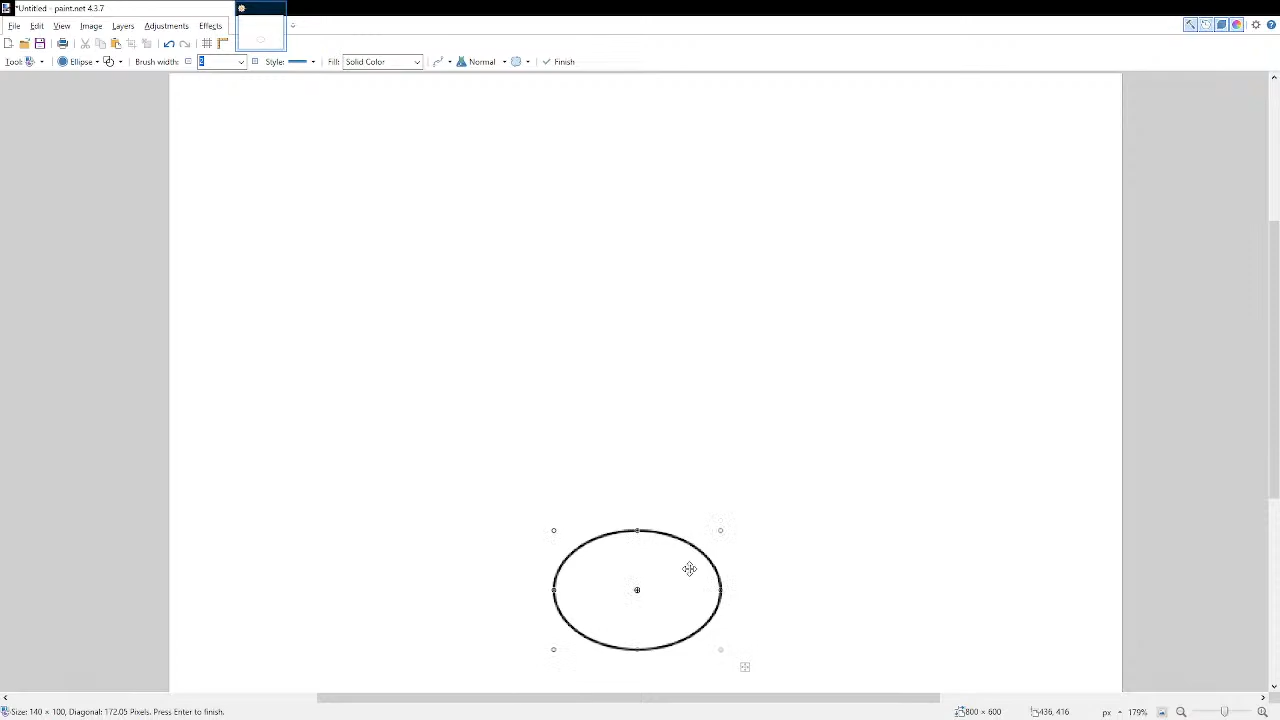 *Untitled - paint.net 4.3.7
File Edit View Image Layers Adjustments Effects
Tool: Ellipse Brush width: 2 Style: Fill: Solid Color Normal Finish
Size: 140 × 100, Diagonal: 172.05 Pixels. Press Enter to finish. 800 × 600 436, 416 px 179%